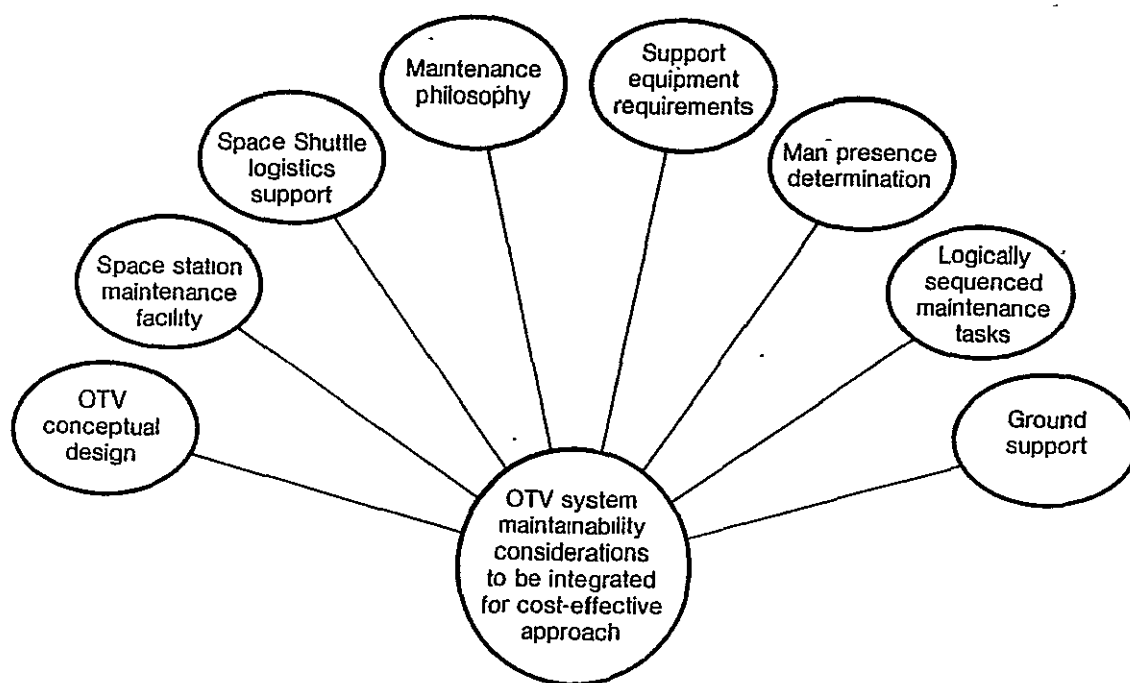 Maintenance
philosophy
Support
equipment
requirements
Space Shuttle
logistics
support
Man presence
determination
Space station
maintenance
facility
Logically
sequenced
maintenance
tasks
OTV
conceptual
design
Ground
support
OTV system
maintainability
considerations
to be integrated
for cost-effective
approach